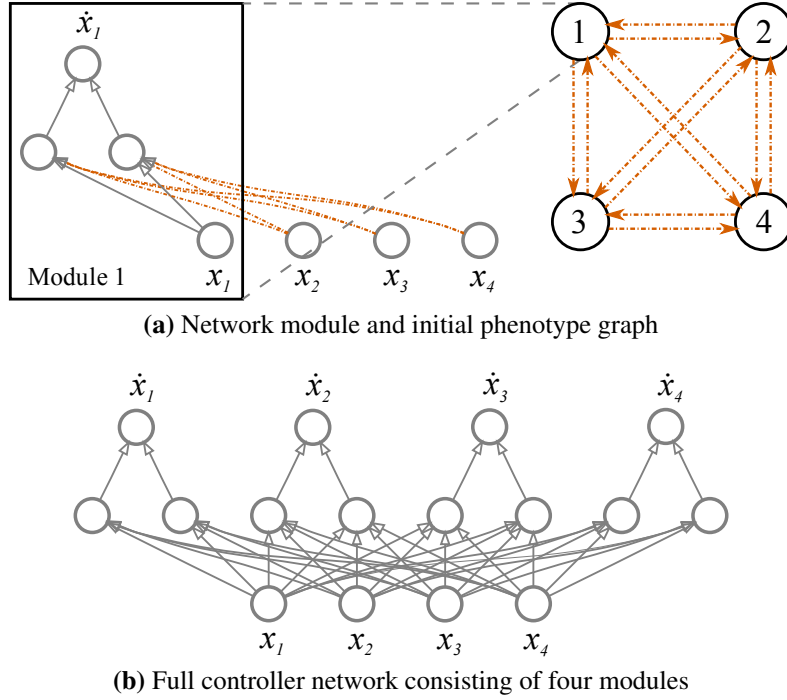 ẋ₁
1 2
3 4
Module 1 x₁ x₂ x₃ x₄
(a) Network module and initial phenotype graph
ẋ₁ ẋ₂ ẋ₃ ẋ₄
x₁ x₂ x₃ x₄
(b) Full controller network consisting of four modules